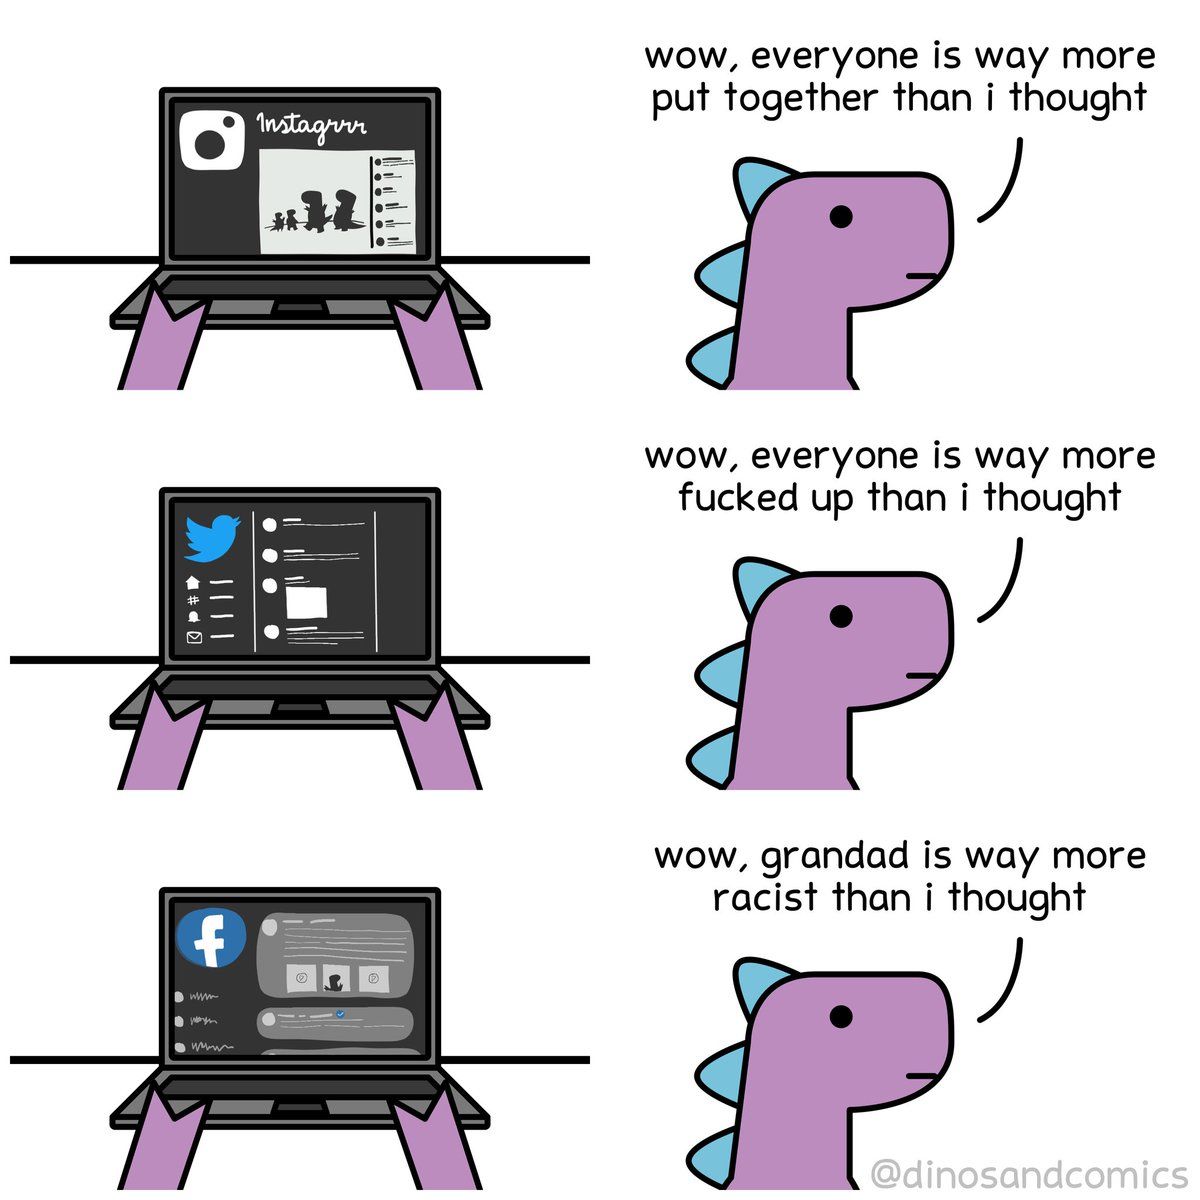 wow, everyone is way more
put together than i thought
Instagrrr
wow, everyone is way more
fucked up than i thought
#
wow, grandad is way more
racist than i thought
f
@dinosandcomics